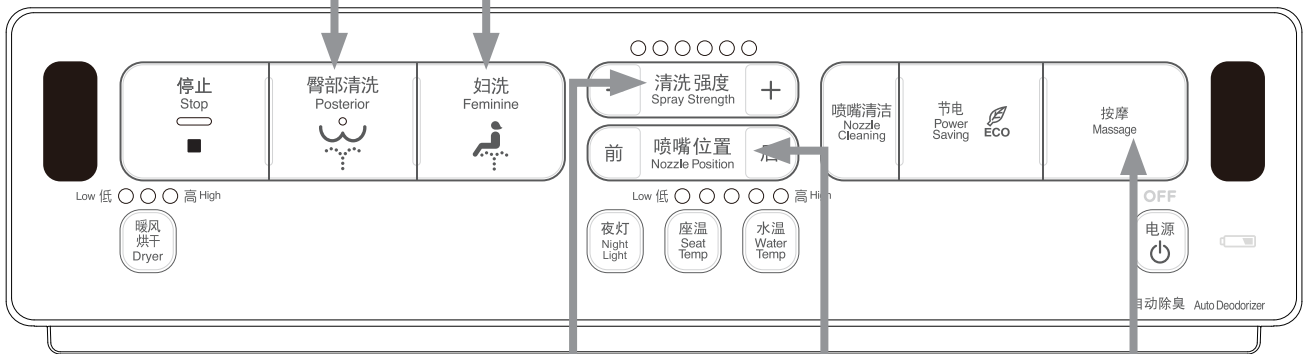 停止
Stop
臀部清洗
Posterior
妇洗
Feminine
清洗强度
Spray Strength
+
前
喷嘴位置
Nozzle Position
喷嘴清洁
Nozzle
Cleaning
节电
Power
Saving
ECO
按摩
Massage
Low 低
高 High
暖风
烘干
Dryer
Low 低
高 High
夜灯
Night
Light
座温
Seat
Temp
水温
Water
Temp
OFF
电源
自动除臭 Auto Deodorizer